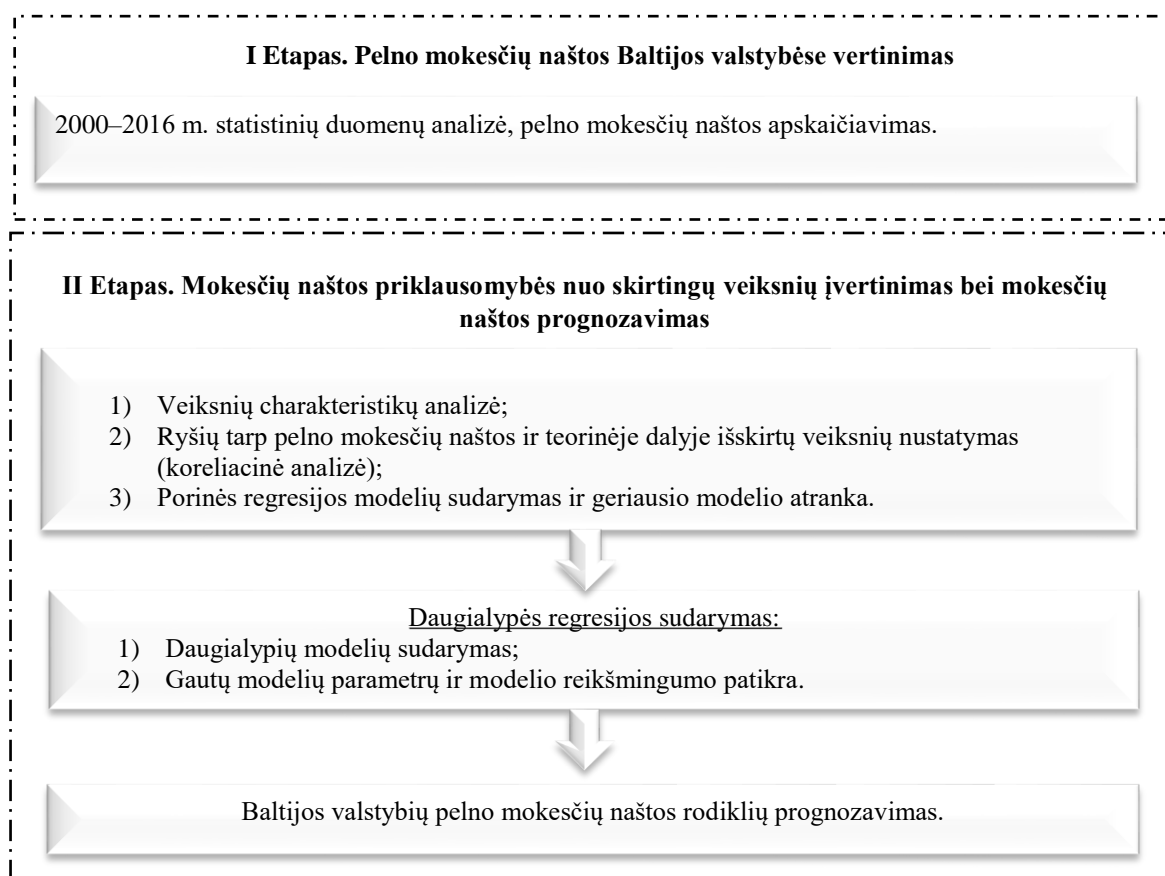 I Etapas. Pelno mokesčių naštos Baltijos valstybėse vertinimas
2000–2016 m. statistinių duomenų analizė, pelno mokesčių naštos apskaičiavimas.
II Etapas. Mokesčių naštos priklausomybės nuo skirtingų veiksnių įvertinimas bei mokesčių
naštos prognozavimas
1) Veiksnių charakteristikų analizė;
2) Ryšių tarp pelno mokesčių naštos ir teorinėje dalyje išskirtų veiksnių nustatymas
(koreliacinė analizė);
3) Porinės regresijos modelių sudarymas ir geriausio modelio atranka.
Daugialypės regresijos sudarymas:
1) Daugialypių modelių sudarymas;
2) Gautų modelių parametrų ir modelio reikšmingumo patikra.
Baltijos valstybių pelno mokesčių naštos rodiklių prognozavimas.